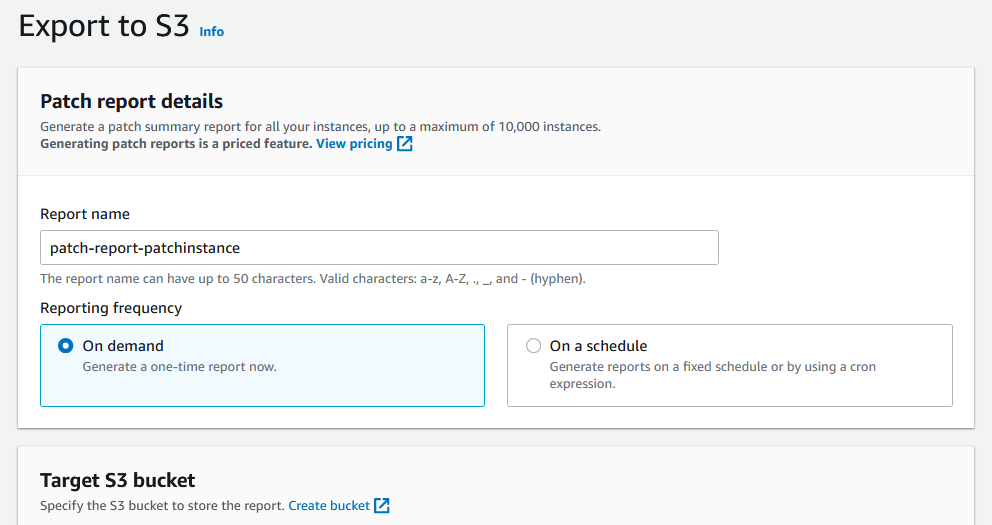 Export to S3 Info
Patch report details
Generate a patch summary report for all your instances, up to a maximum of 10,000 instances.
Generating patch reports is a priced feature. View pricing
Report name
patch-report-patchinstance
The report name can have up to 50 characters. Valid characters: a-z, A-Z, ., _, and - (hyphen).
Reporting frequency
On demand
Generate a one-time report now.
On a schedule
Generate reports on a fixed schedule or by using a cron
expression.
Target S3 bucket
Specify the S3 bucket to store the report. Create bucket